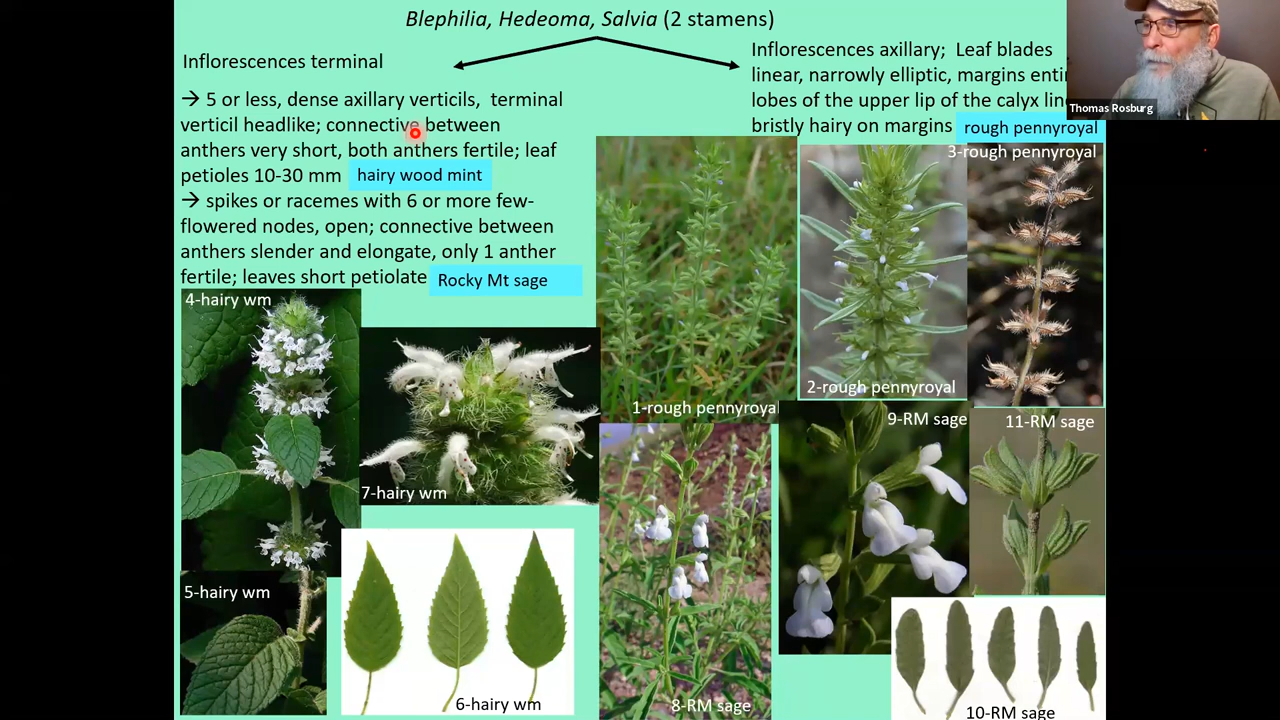 Blephilia, Hedeoma, Salvia (2 stamens)
Inflorescences terminal
→ 5 or less, dense axillary verticils, terminal
verticil headlike; connective between
anthers very short, both anthers fertile; leaf
petioles 10-30 mm
hairy wood mint
→ spikes or racemes with 6 or more few-
flowered nodes, open; connective between
anthers slender and elongate, only 1 anther
fertile; leaves short petiolate
Rocky Mt sage
Inflorescences axillary; Leaf blades
linear, narrowly elliptic, margins
lobes of the upper lip of the calyx
bristly hairy on margins
rough pennyroyal
Thomas Rosburg
1-rough pennyroyal
2-rough pennyroyal
3-rough pennyroyal
4-hairy wm
7-hairy wm
5-hairy wm
6-hairy wm
8-RM sage
9-RM sage
11-RM sage
10-RM sage